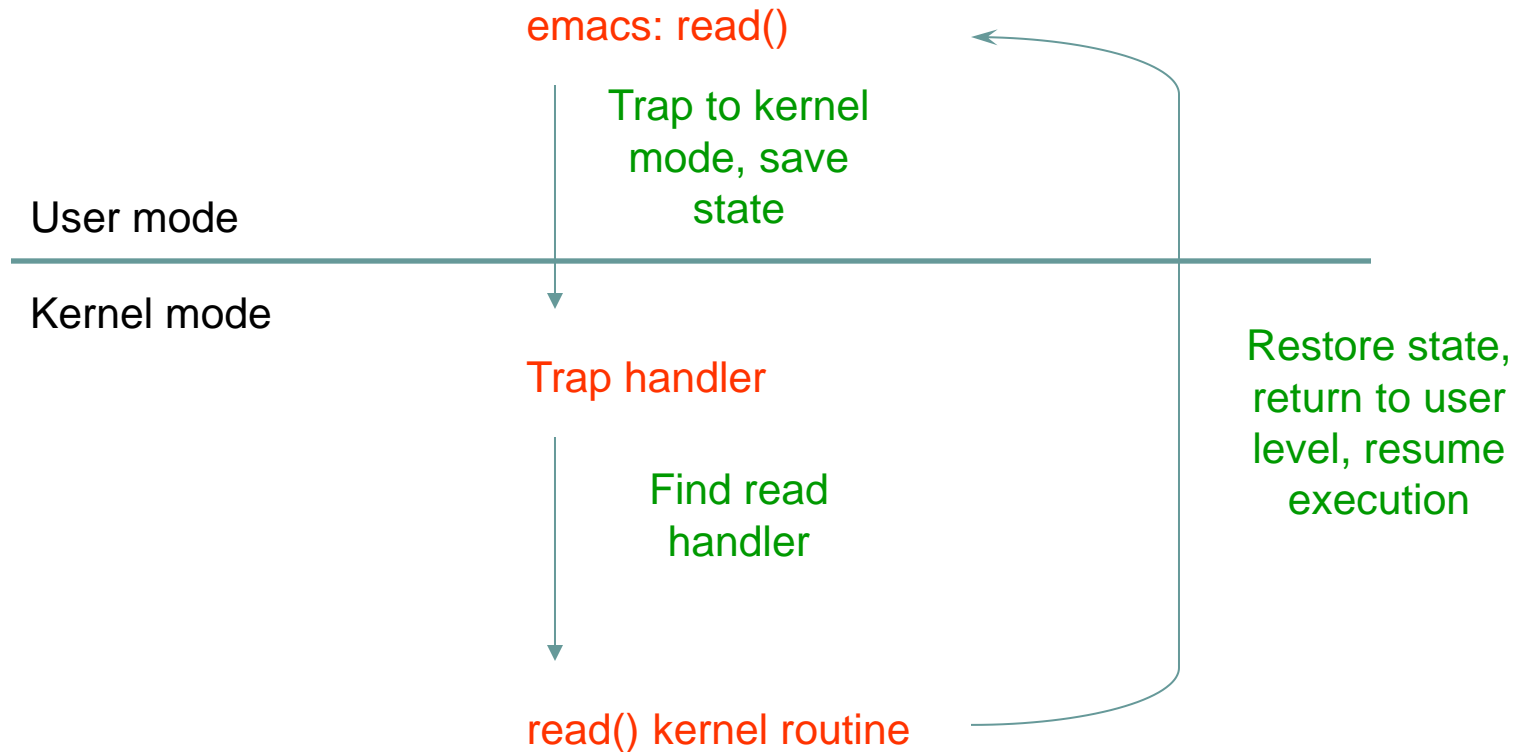 emacs: read()
Trap to kernel
mode, save
state
User mode
Kernel mode
Trap handler
Restore state,
return to user
level, resume
execution
Find read
handler
read() kernel routine